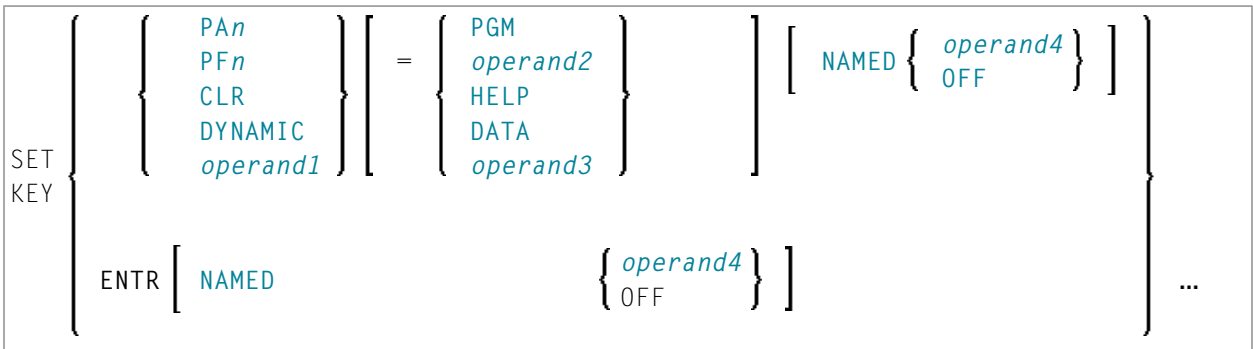 PAn PGM
PFn = operand2 NAMED operand4
CLR HELP OFF
DYNAMIC DATA
SET operand1 operand3
KEY
ENTR NAMED operand4
OFF ...